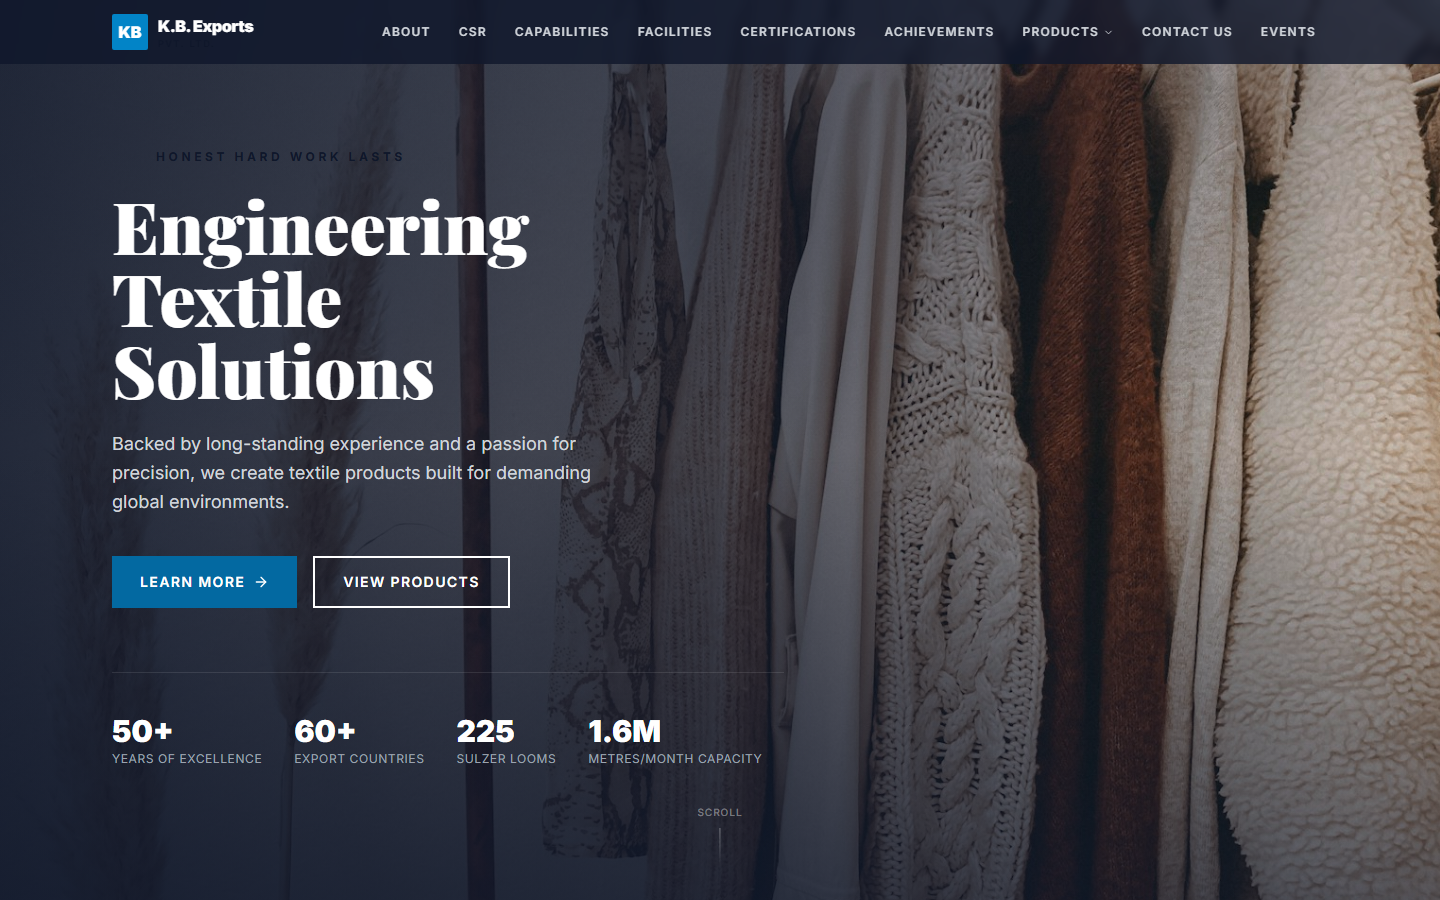 KB
K.B. Exports
ABOUT
CSR
CAPABILITIES
FACILITIES
CERTIFICATIONS
ACHIEVEMENTS
PRODUCTS
CONTACT US
EVENTS
HONEST HARD WORK LASTS
Engineering
Textile
Solutions
Backed by long-standing experience and a passion for
precision, we create textile products built for demanding
global environments.
LEARN MORE →
VIEW PRODUCTS
50+
YEARS OF EXCELLENCE
60+
EXPORT COUNTRIES
225
SULZER LOOMS
1.6M
METRES/MONTH CAPACITY
SCROLL